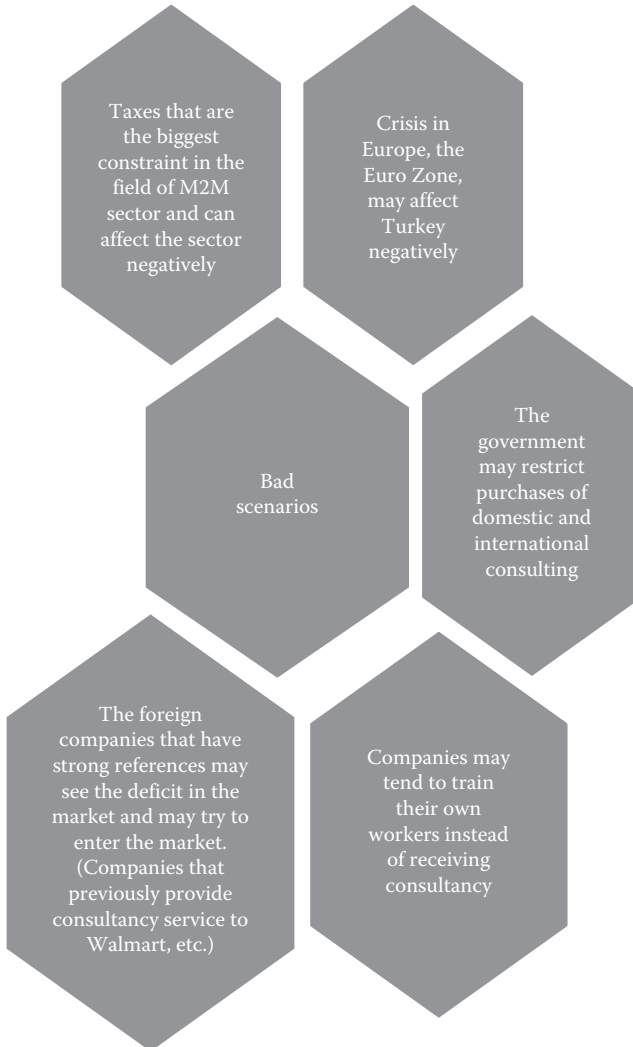 Taxes that are
the biggest
constraint in the
field of M2M
sector and can
affect the sector
negatively
Crisis in
Europe, the
Euro Zone,
may affect
Turkey
negatively
Bad
scenarios
The
government
may restrict
purchases of
domestic and
international
consulting
The foreign
companies that have
strong references may
see the deficit in the
market and may try to
enter the market.
(Companies that
previously provide
consultancy service to
Walmart, etc.)
Companies may
tend to train
their own
workers instead
of receiving
consultancy